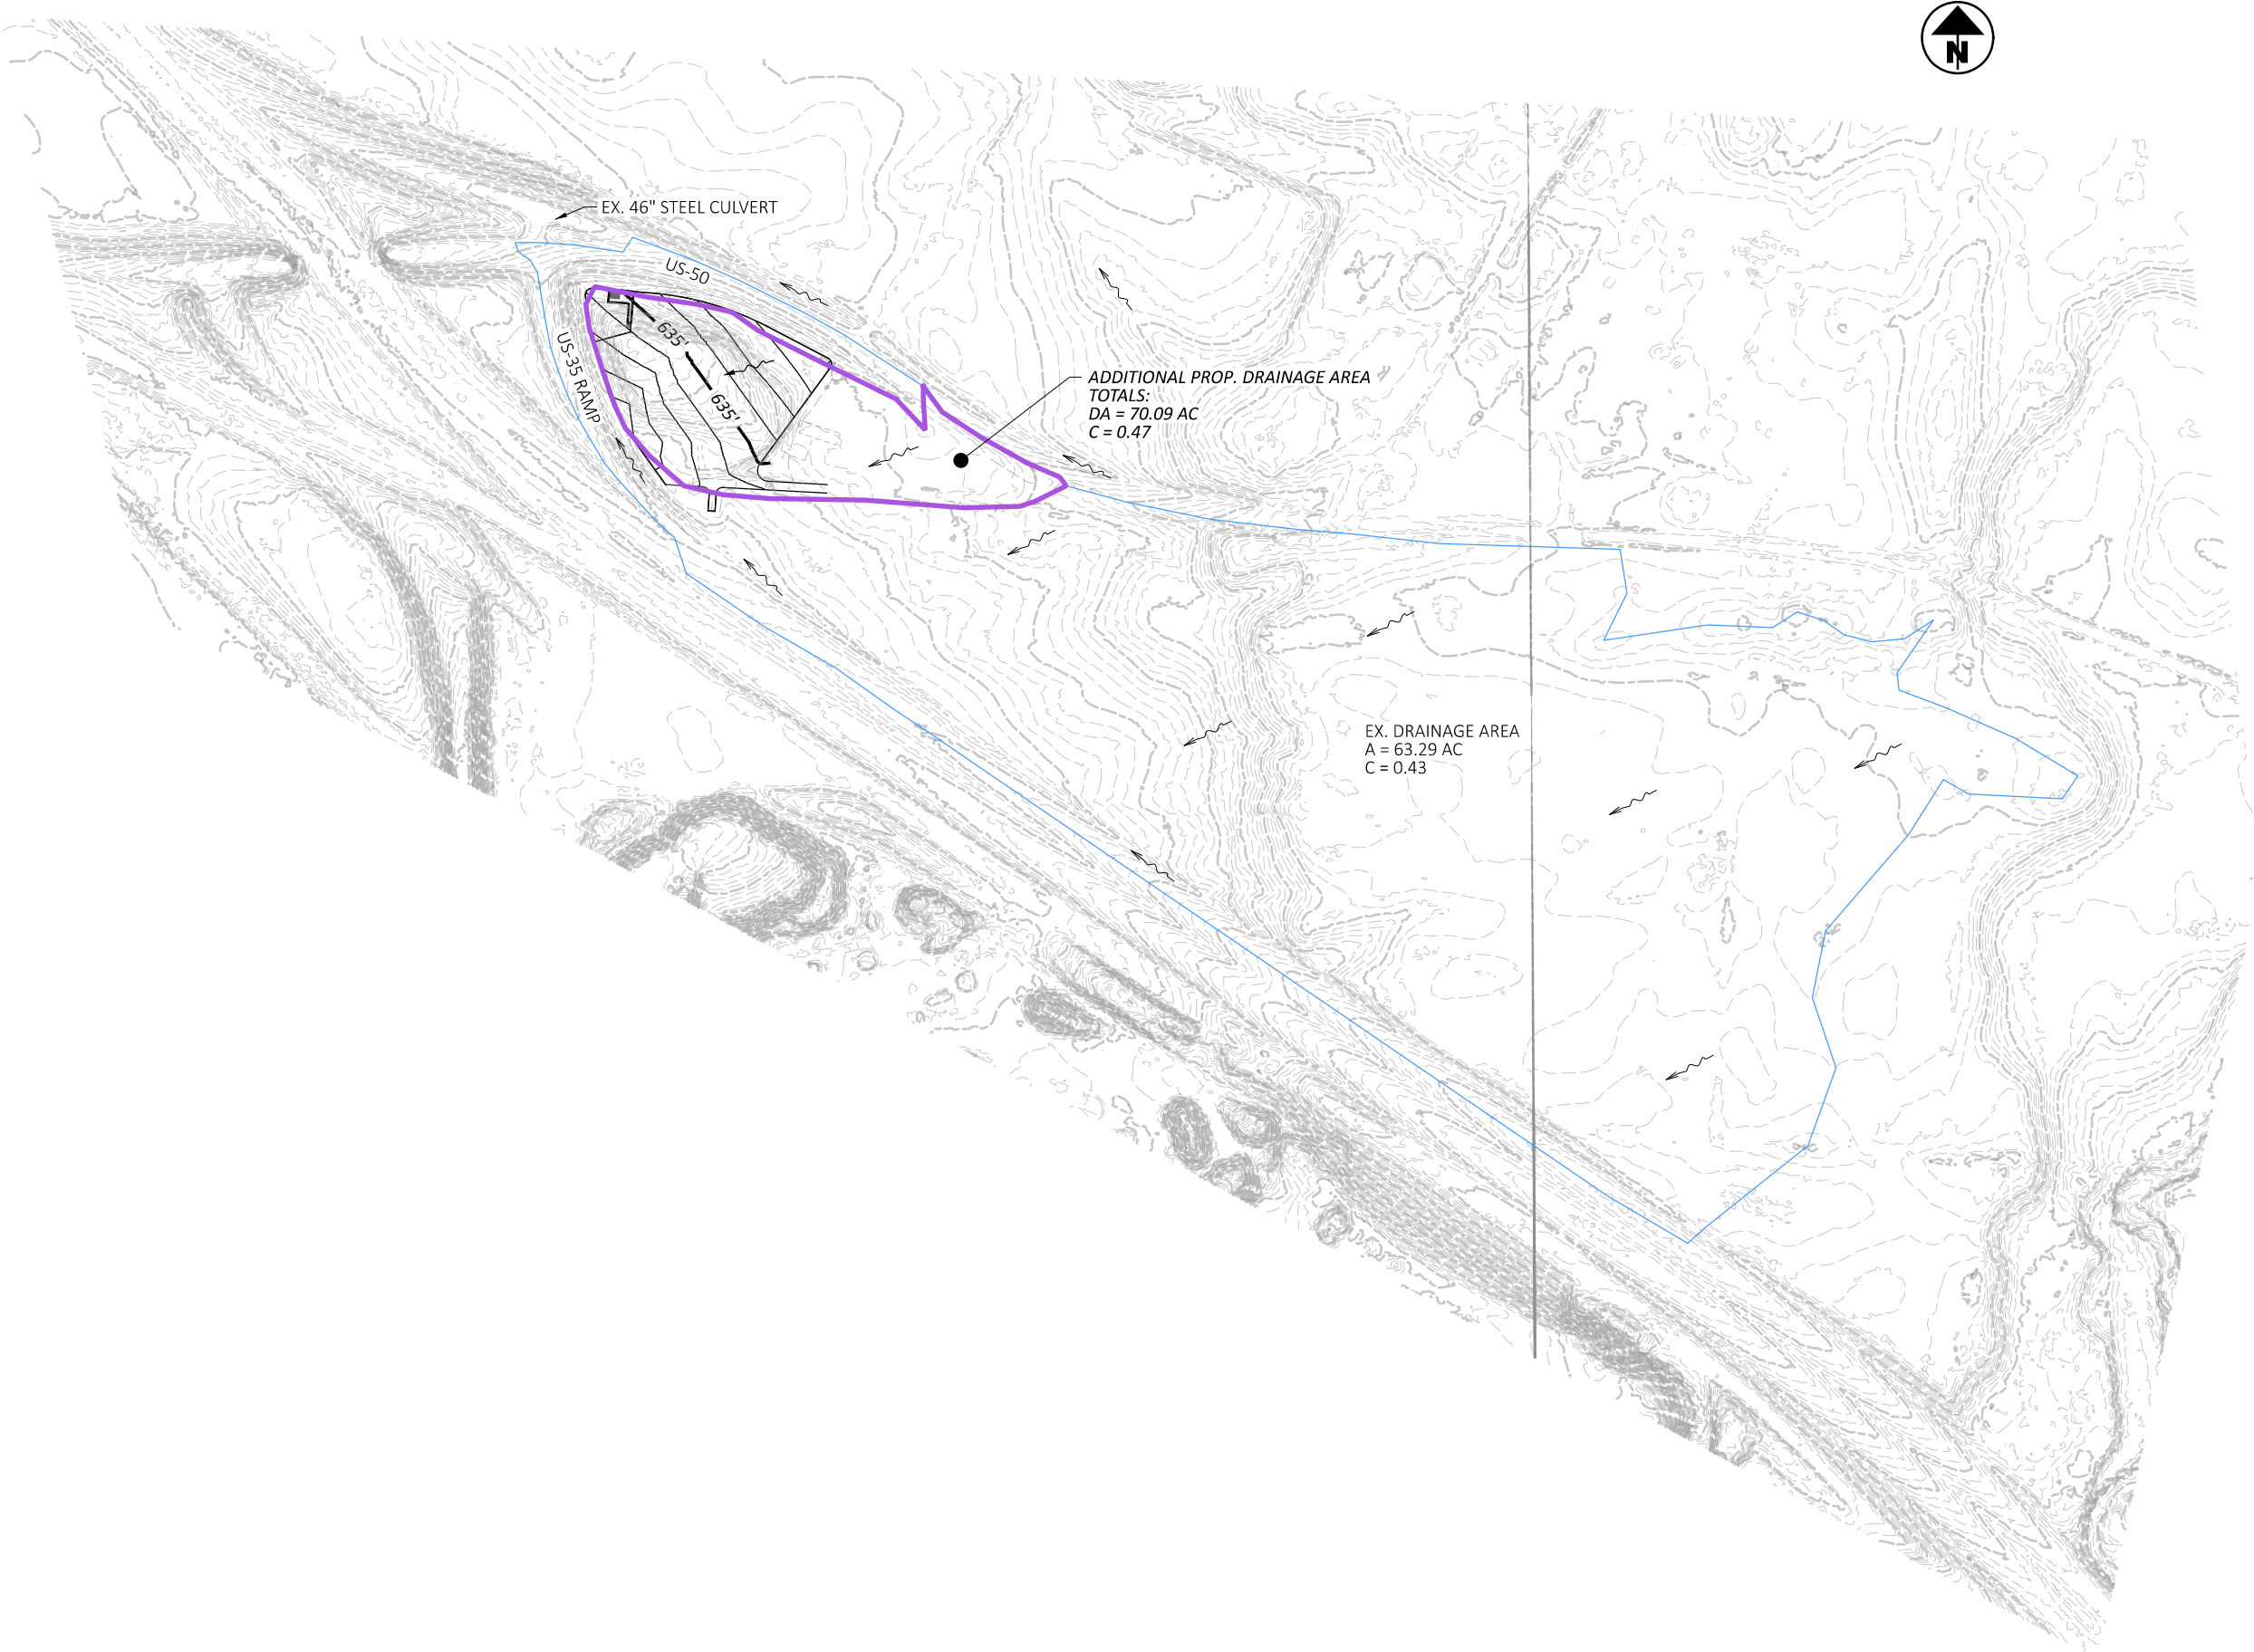 N
EX. 46" STEEL CULVERT
US-50
US-35 RAMP
635'
635'
ADDITIONAL PROP. DRAINAGE AREA
TOTALS:
DA = 70.09 AC
C = 0.47
EX. DRAINAGE AREA
A = 63.29 AC
C = 0.43